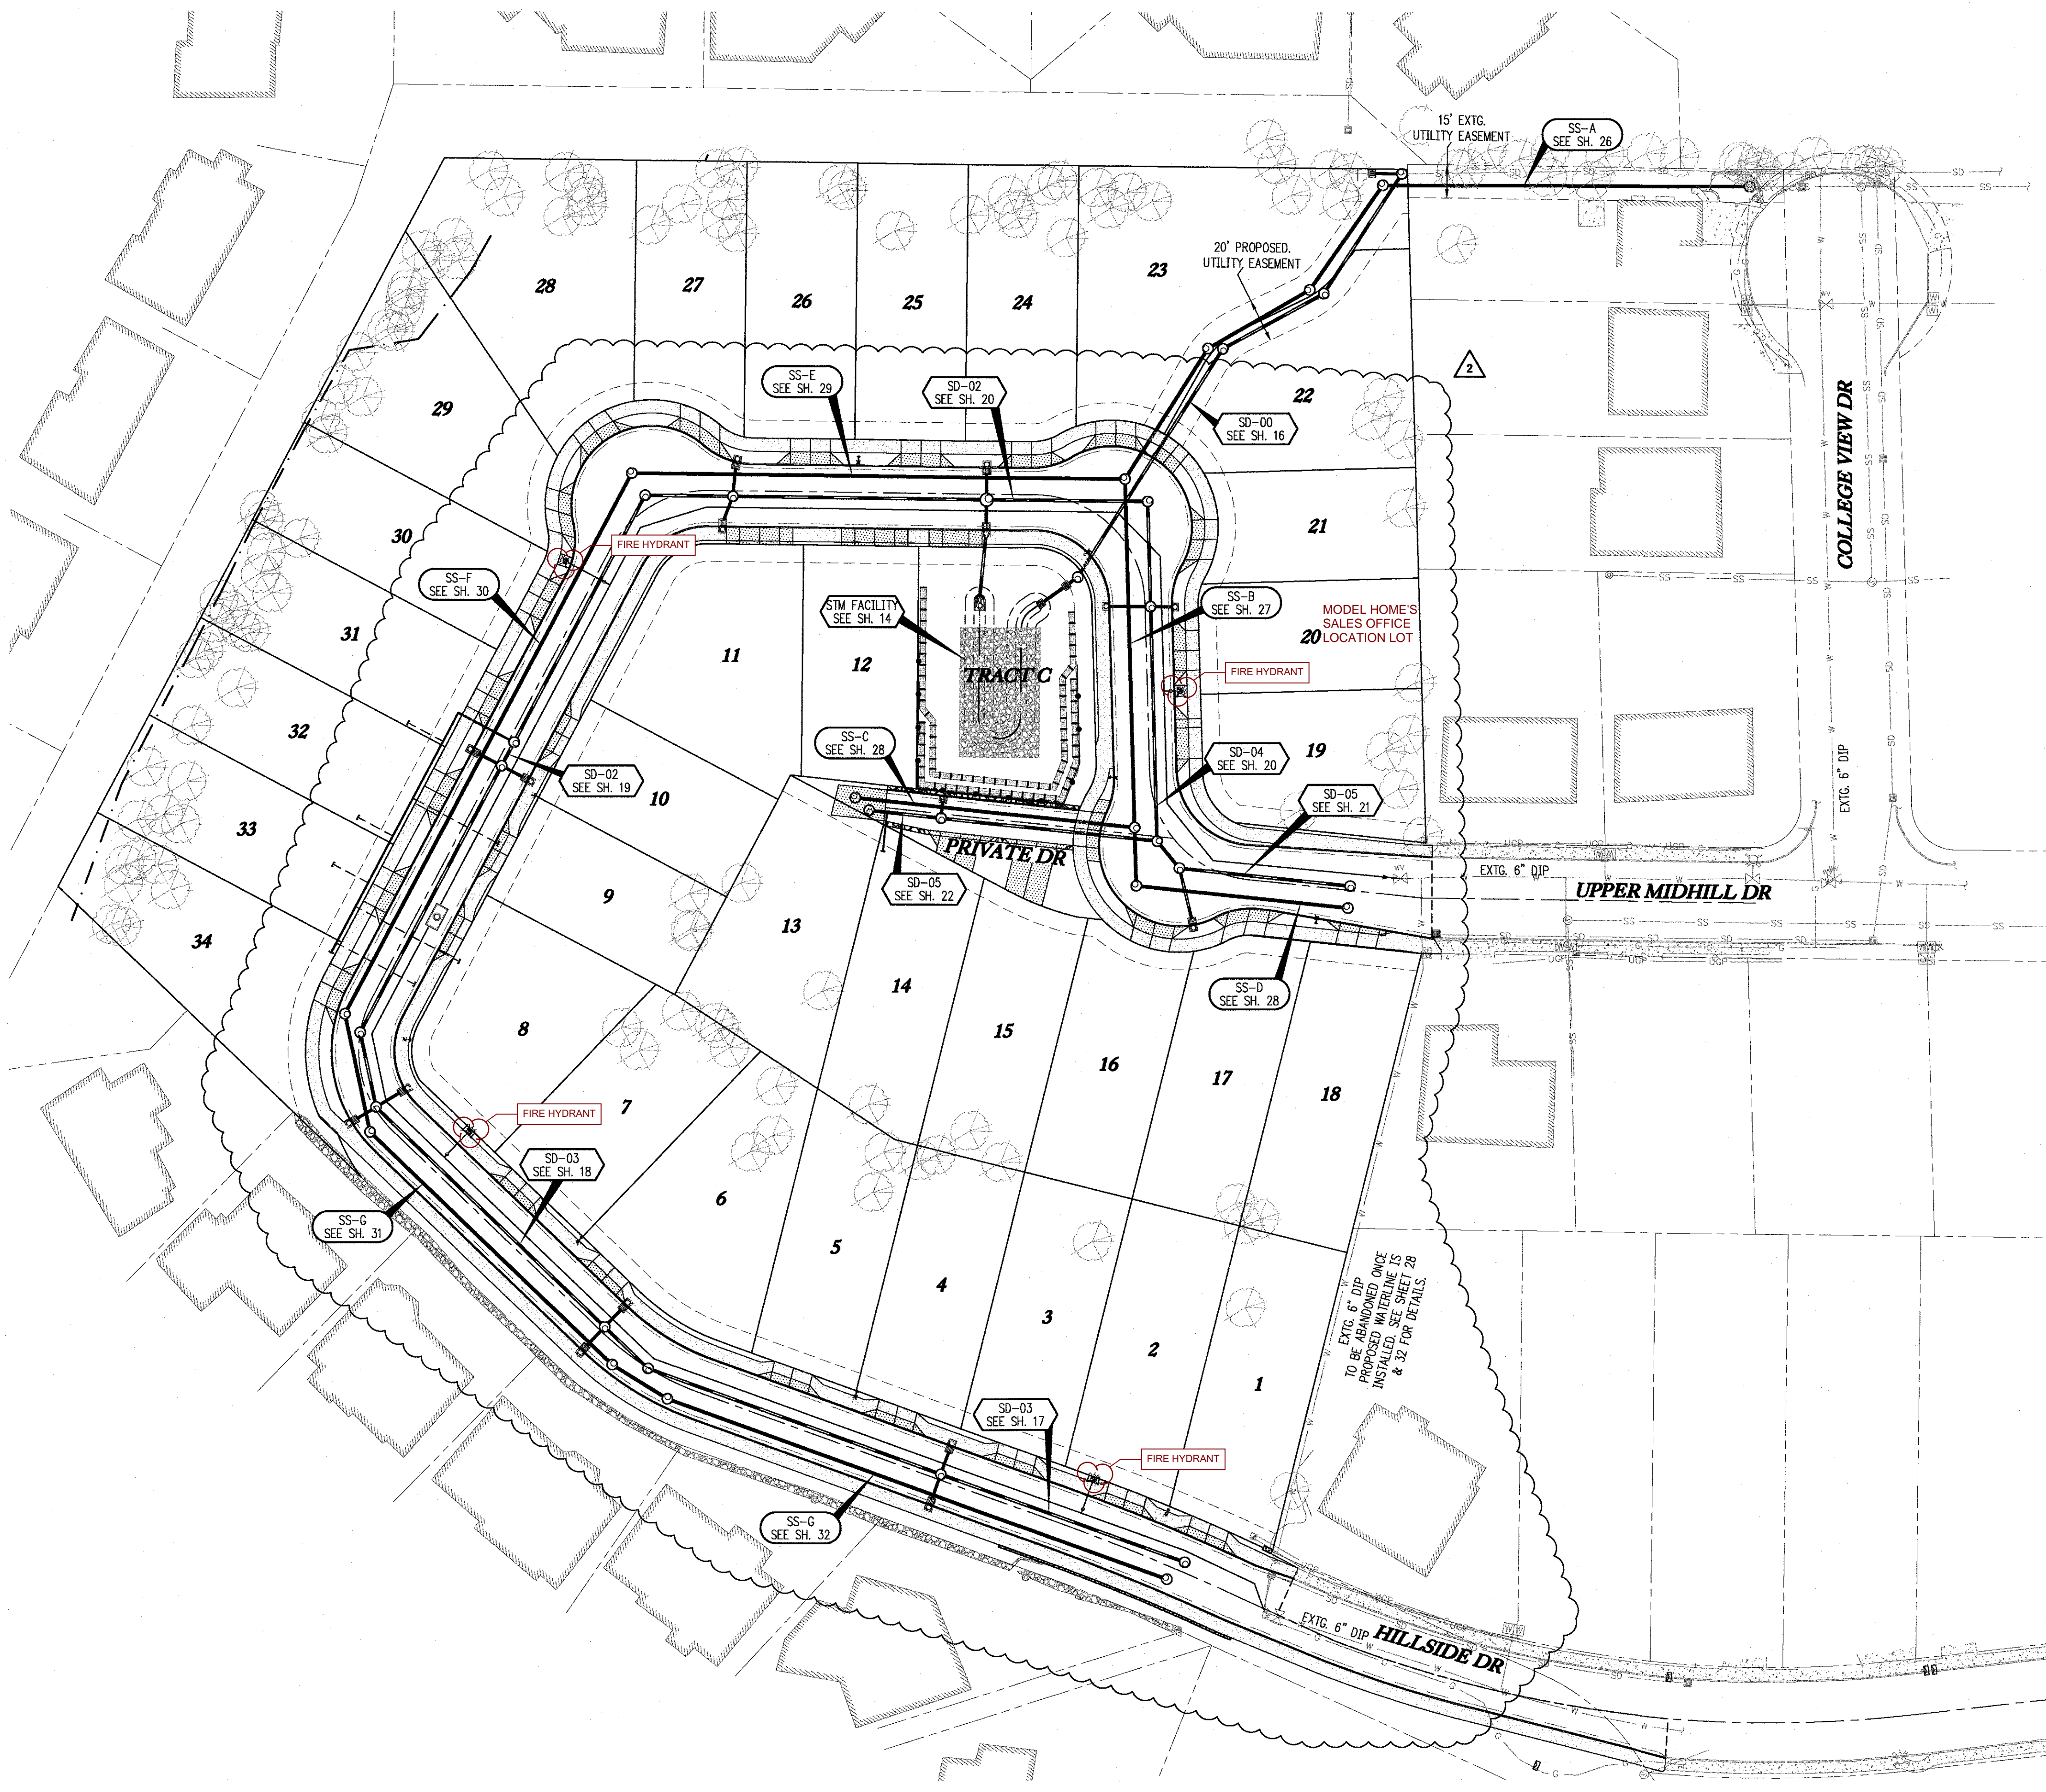 15' EXTG.
UTILITY EASEMENT
SS-A
SEE SH. 26
20' PROPOSED.
UTILITY EASEMENT
28
27
26
25
24
23
22
2
SS-E
SEE SH. 29
SD-02
SEE SH. 20
SD-00
SEE SH. 16
29
30
FIRE HYDRANT
21
COLLEGE VIEW DR
SS-F
SEE SH. 30
STM FACILITY
SEE SH. 14
SS-B
SEE SH. 27
MODEL HOME'S
SALES OFFICE
20 LOCATION LOT
31
11
12
TRACT C
FIRE HYDRANT
32
SS-C
SEE SH. 28
SD-04
SEE SH. 20
19
SD-02
SEE SH. 19
10
SD-05
SEE SH. 21
EXTG. 6" DIP
33
PRIVATE DR
EXTG. 6" DIP
UPPER MIDHILL DR
9
SD-05
SEE SH. 22
34
13
14
SS-D
SEE SH. 28
8
15
16
17
18
7
FIRE HYDRANT
SD-03
SEE SH. 18
6
SS-G
SEE SH. 31
5
4
3
2
1
EXTG. 6" DIP
TO BE ABANDONED ONCE
PROPOSED WATERLINE IS
INSTALLED. SEE SHEET 28
& 32 FOR DETAILS.
SD-03
SEE SH. 17
FIRE HYDRANT
SS-G
SEE SH. 32
EXTG. 6" DIP
HILLSIDE DR